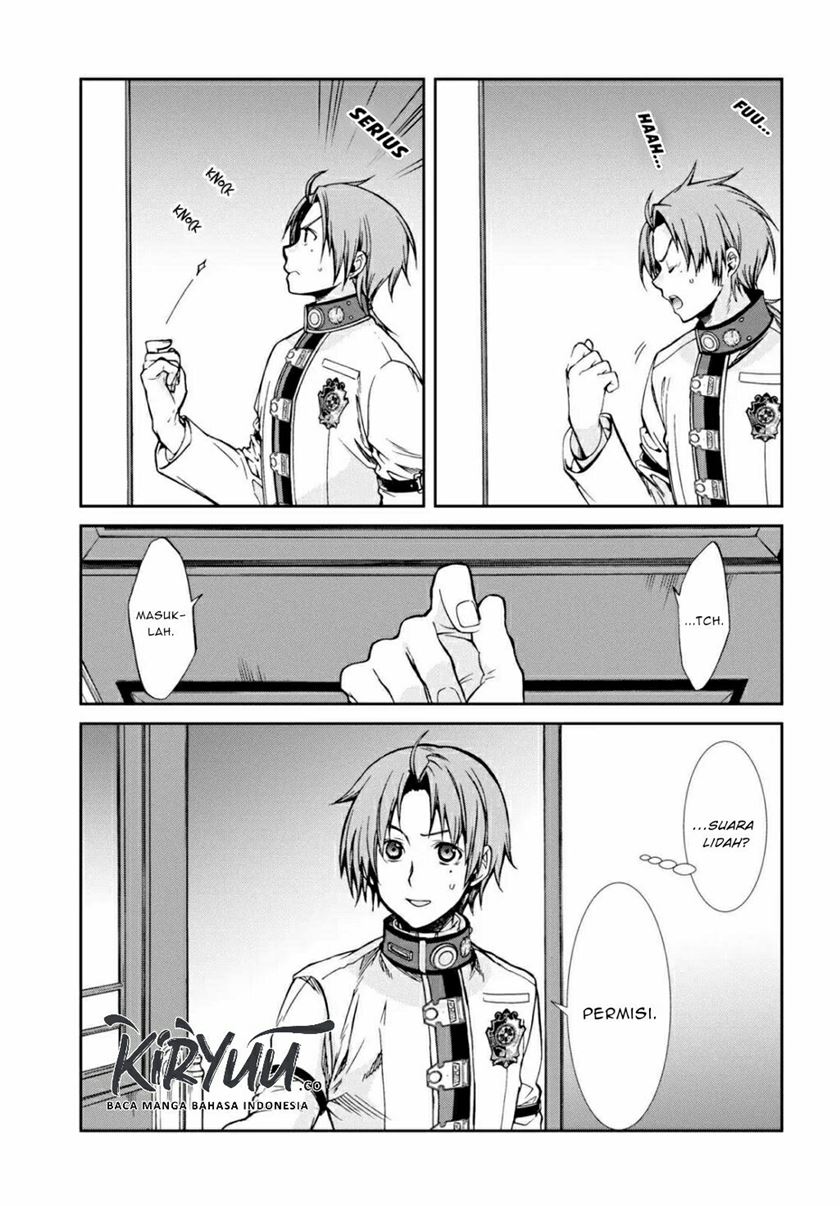 FUU...
HAAH...
SERIUS
KNOCK
KNOCK
...TCH.
MASUK-
LAH.
...SUARA
LIDAH?
PERMISI.
KIRYUU.CO
BACA MANGA BAHASA INDONESIA